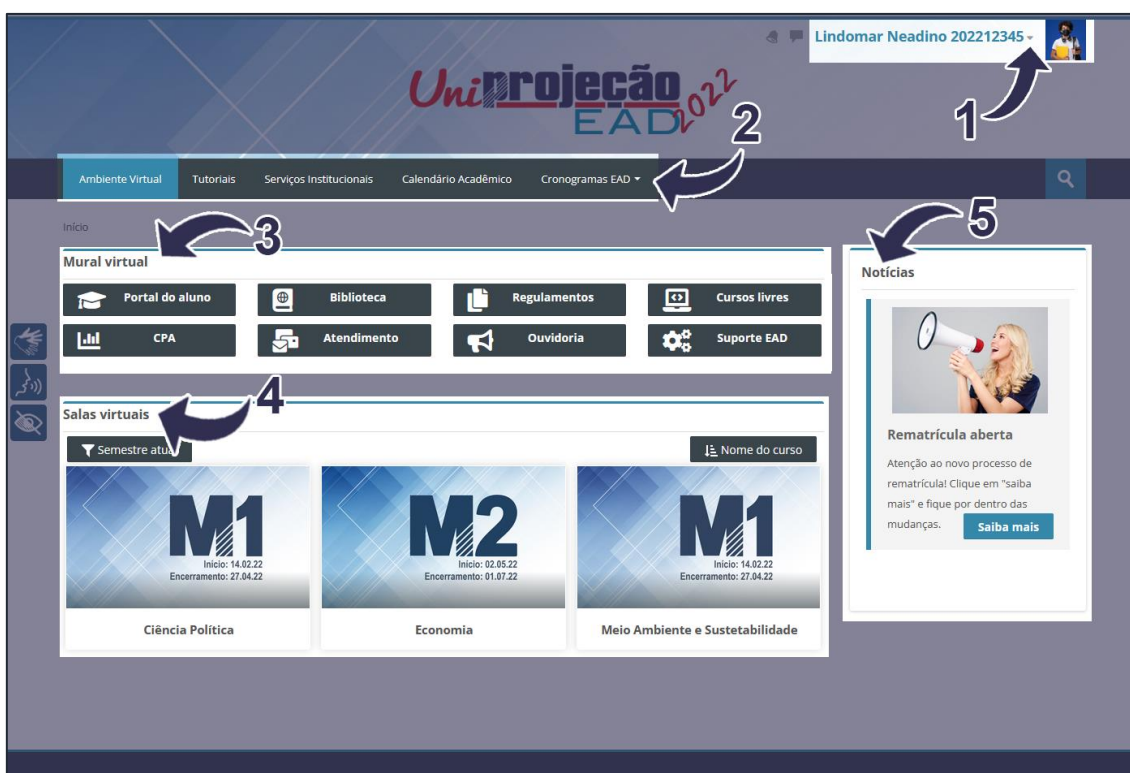 Lindomar Neadino 202212345
1
Uniprojeção
EAD 2022
2
Ambiente Virtual Tutoriais Serviços Institucionais Calendário Acadêmico Cronogramas EAD
Início
3
5
Mural virtual
Portal do aluno Biblioteca Regulamentos Cursos livres
CPA Atendimento Ouvidoria Suporte EAD
4
Salas virtuais
Semestre atual Nome do curso
M1
Início: 14.02.22
Encerramento: 27.04.22
Ciência Política
M2
Início: 02.05.22
Encerramento: 01.07.22
Economia
M1
Início: 14.02.22
Encerramento: 27.04.22
Meio Ambiente e Sustetabilidade
Notícias
Rematrícula aberta
Atenção ao novo processo de
rematrícula! Clique em "saiba
mais" e fique por dentro das
mudanças. Saiba mais